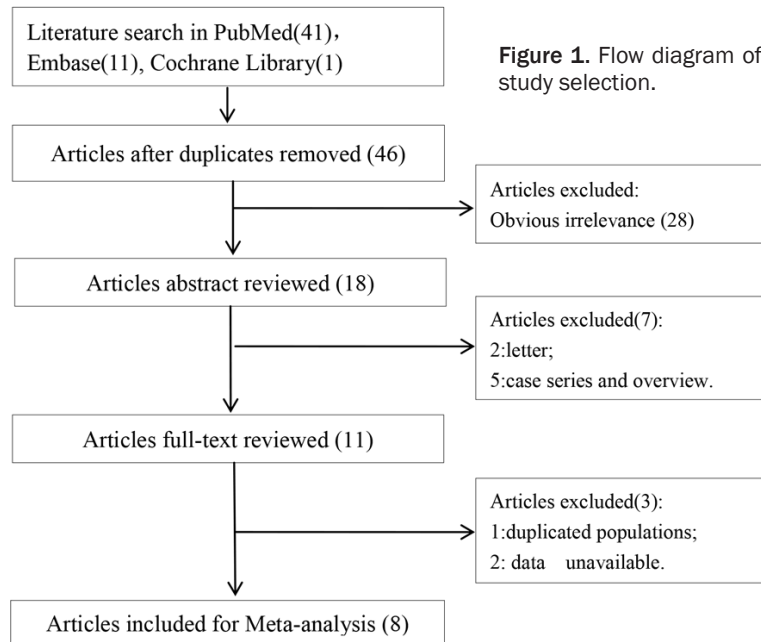 Literature search in PubMed(41),
Embase(11), Cochrane Library(1)
Figure 1. Flow diagram of
study selection.
Articles after duplicates removed (46)
Articles excluded:
Obvious irrelevance (28)
Articles abstract reviewed (18)
Articles excluded(7):
2:letter;
5:case series and overview.
Articles full-text reviewed (11)
Articles excluded(3):
1:duplicated populations;
2: data unavailable.
Articles included for Meta-analysis (8)